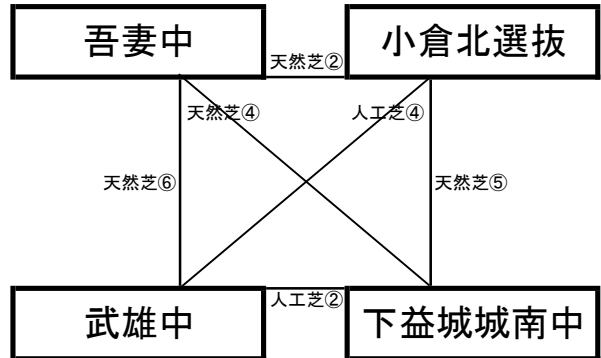 吾妻中
天然芝②
小倉北選抜
天然芝④
人工芝④
天然芝⑥
天然芝⑤
武雄中
人工芝②
下益城城南中